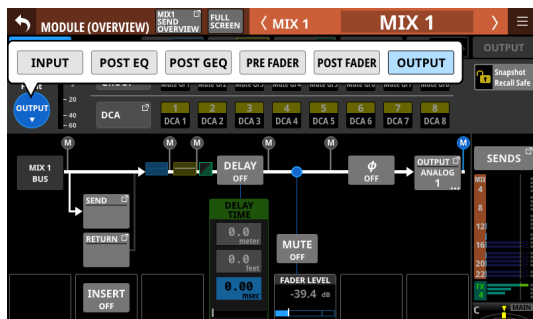 MODULE (OVERVIEW)
MIX1
SEND
OVERVIEW
FULL
SCREEN
MIX 1
MIX 1
INPUT
POST EQ
POST GEQ
PRE FADER
POST FADER
OUTPUT
OUTPUT
Snapshot
Recall Safe
OUTPUT
- 20
- 40
- 60
DCA
1
DCA 1
2
DCA 2
3
DCA 3
4
DCA 4
5
DCA 5
6
DCA 6
7
DCA 7
8
DCA 8
M
M
M
M
M
MIX 1
BUS
DELAY
OFF
ϕ
OFF
OUTPUT
ANALOG
1
...
SENDS
SEND
RETURN
INSERT
OFF
DELAY
TIME
0.0
meter
0.0
feet
0.00
msec
MUTE
OFF
FADER LEVEL
-39.4 dB
MIX
4
8
12
16
20
22
FX
4
C
MAIN